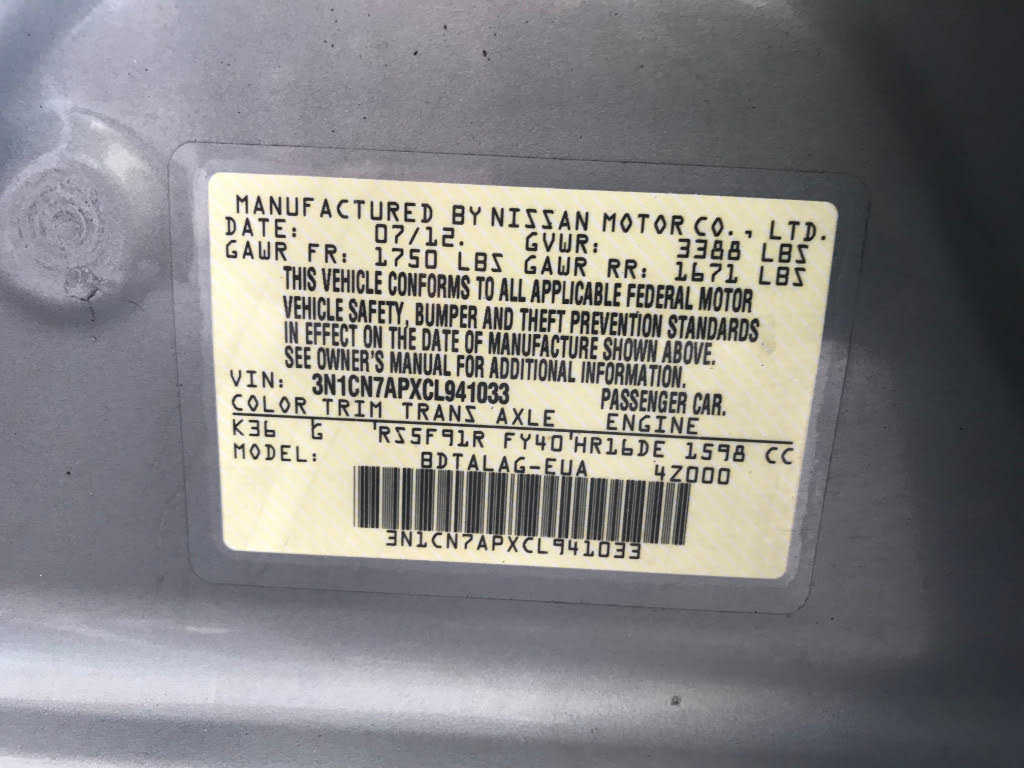 MANUFACTURED BY NISSAN MOTOR CO., LTD.
DATE: 07/12. GVWR: 3388 LBS
GAWR FR: 1750 LBS GAWR RR: 1671 LBS
THIS VEHICLE CONFORMS TO ALL APPLICABLE FEDERAL MOTOR
VEHICLE SAFETY, BUMPER AND THEFT PREVENTION STANDARDS
IN EFFECT ON THE DATE OF MANUFACTURE SHOWN ABOVE.
SEE OWNER'S MANUAL FOR ADDITIONAL INFORMATION.
VIN: 3N1CN7APXCL941033 PASSENGER CAR.
COLOR TRIM TRANS AXLE ENGINE
K36 G RS5F91R FY40 HR16DE 1598 CC
MODEL: BDTALAG-EUA 4Z000
3N1CN7APXCL941033